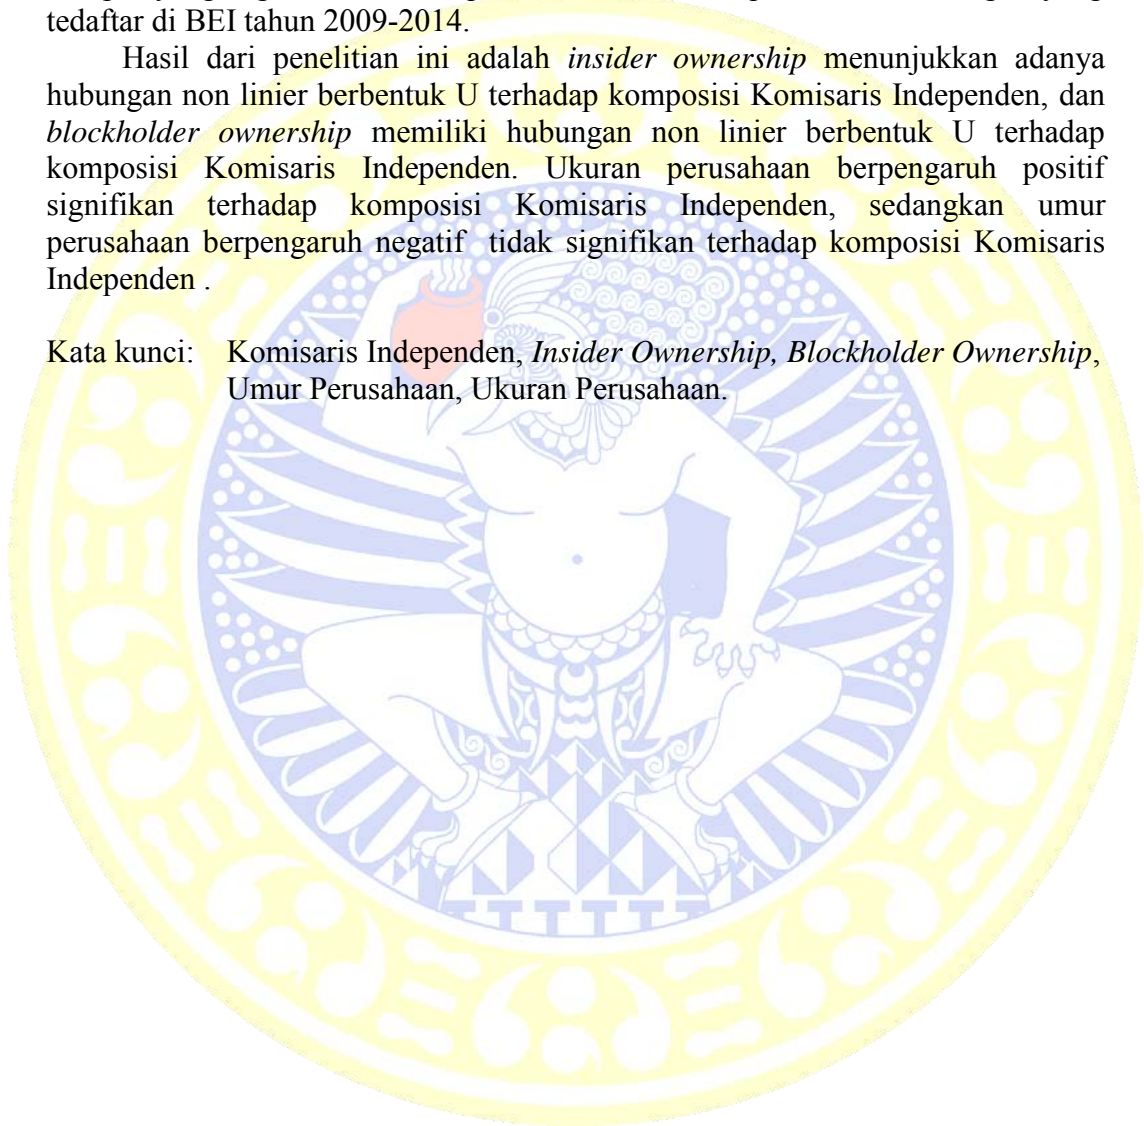 tedaftar di BEI tahun 2009-2014.
Hasil dari penelitian ini adalah insider ownership menunjukkan adanya
hubungan non linier berbentuk U terhadap komposisi Komisaris Independen, dan
blockholder ownership memiliki hubungan non linier berbentuk U terhadap
komposisi Komisaris Independen. Ukuran perusahaan berpengaruh positif
signifikan terhadap komposisi Komisaris Independen, sedangkan umur
perusahaan berpengaruh negatif tidak signifikan terhadap komposisi Komisaris
Independen .
Kata kunci: Komisaris Independen, Insider Ownership, Blockholder Ownership,
Umur Perusahaan, Ukuran Perusahaan.